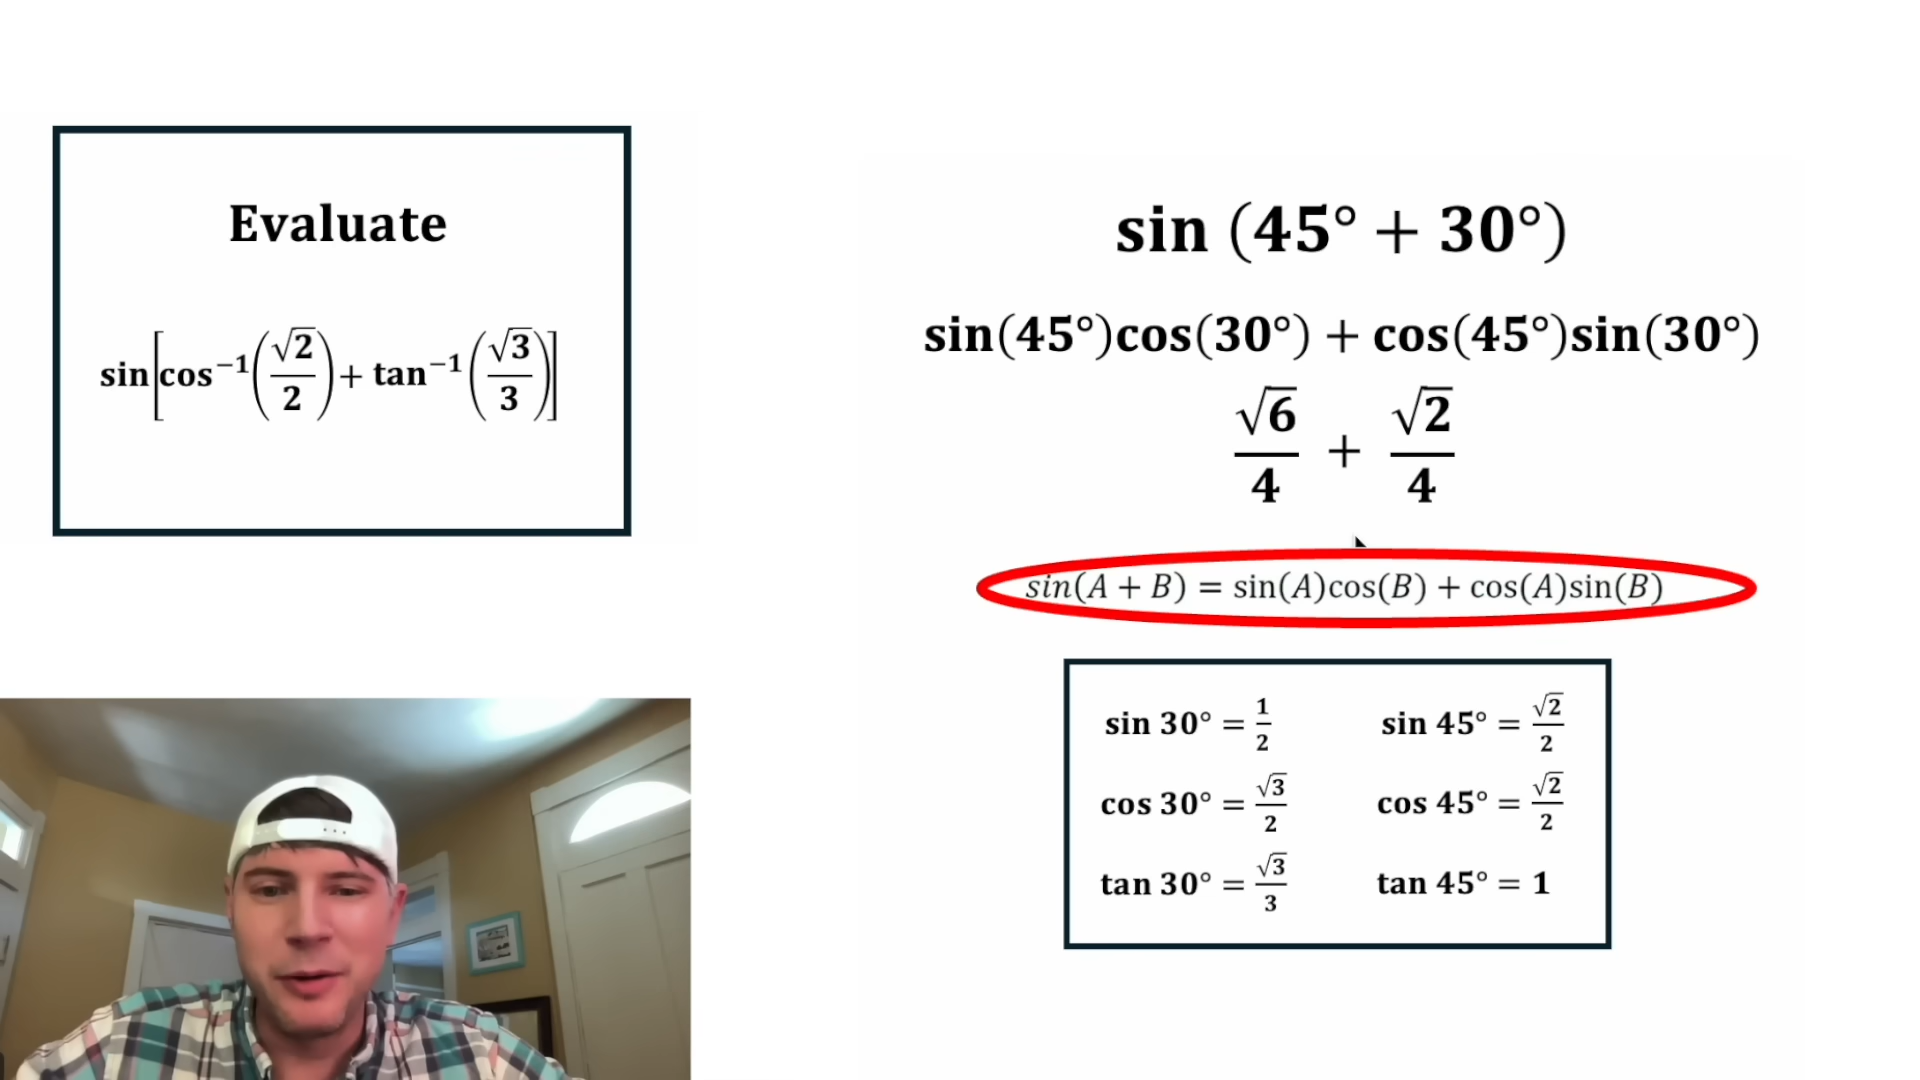 Evaluate
sin[cos⁻¹(√2/2) + tan⁻¹(√3/3)]
sin (45° + 30°)
sin(45°)cos(30°) + cos(45°)sin(30°)
√6/4 + √2/4
sin(A + B) = sin(A)cos(B) + cos(A)sin(B)
sin 30° = 1/2 sin 45° = √2/2
cos 30° = √3/2 cos 45° = √2/2
tan 30° = √3/3 tan 45° = 1